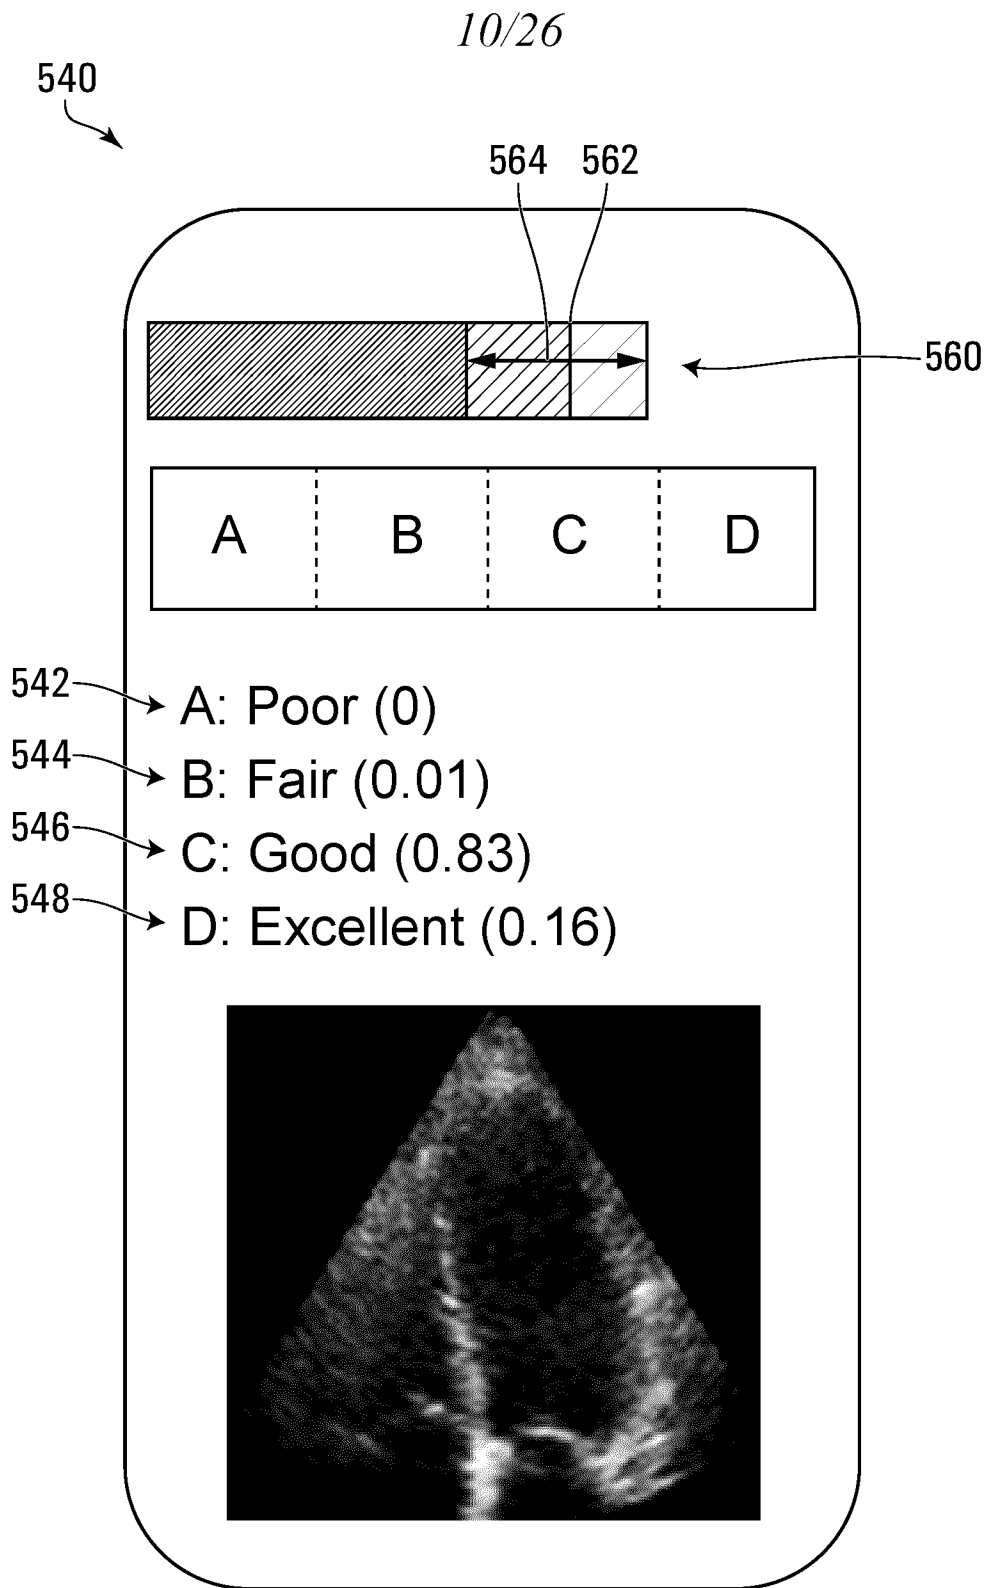 10/26
540
564 562
560
A B C D
542
A: Poor (0)
544
B: Fair (0.01)
546
C: Good (0.83)
548
D: Excellent (0.16)